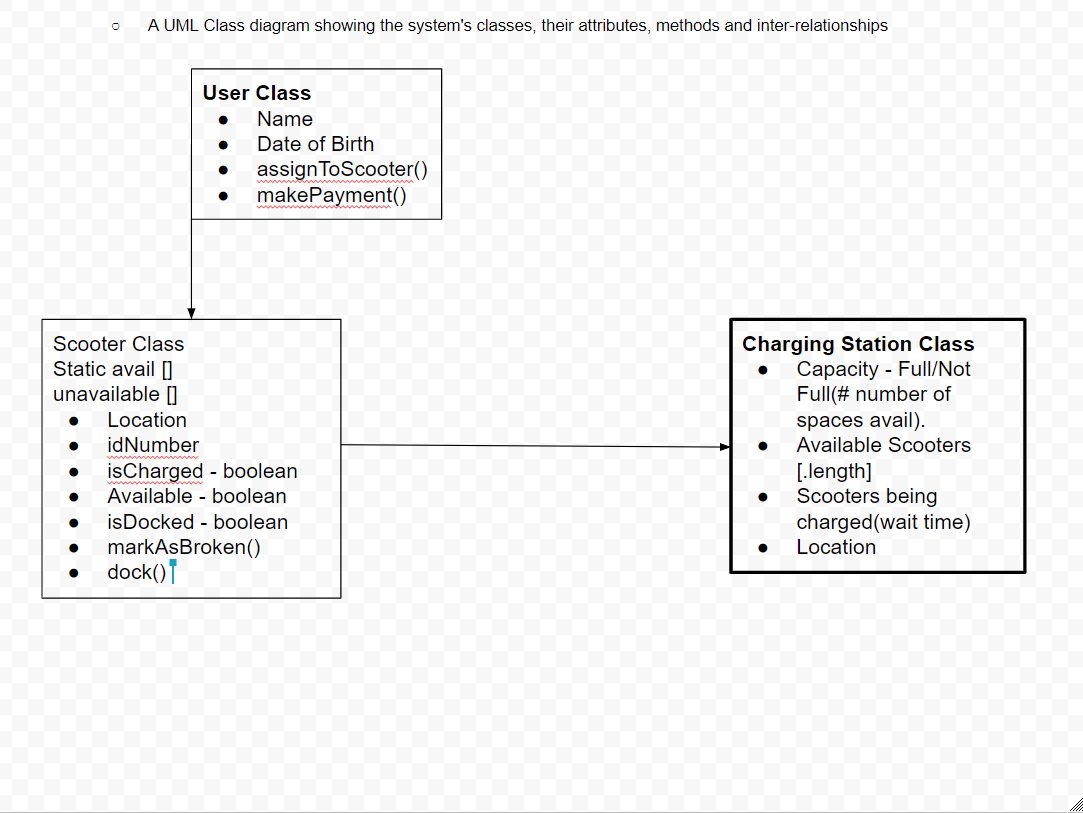 ○ A UML Class diagram showing the system's classes, their attributes, methods and inter-relationships
User Class
● Name
● Date of Birth
● assignToScooter()
● makePayment()
Scooter Class
Static avail []
unavailable []
● Location
● idNumber
● isCharged - boolean
● Available - boolean
● isDocked - boolean
● markAsBroken()
● dock()
Charging Station Class
● Capacity - Full/Not
Full(# number of
spaces avail).
● Available Scooters
[.length]
● Scooters being
charged(wait time)
● Location